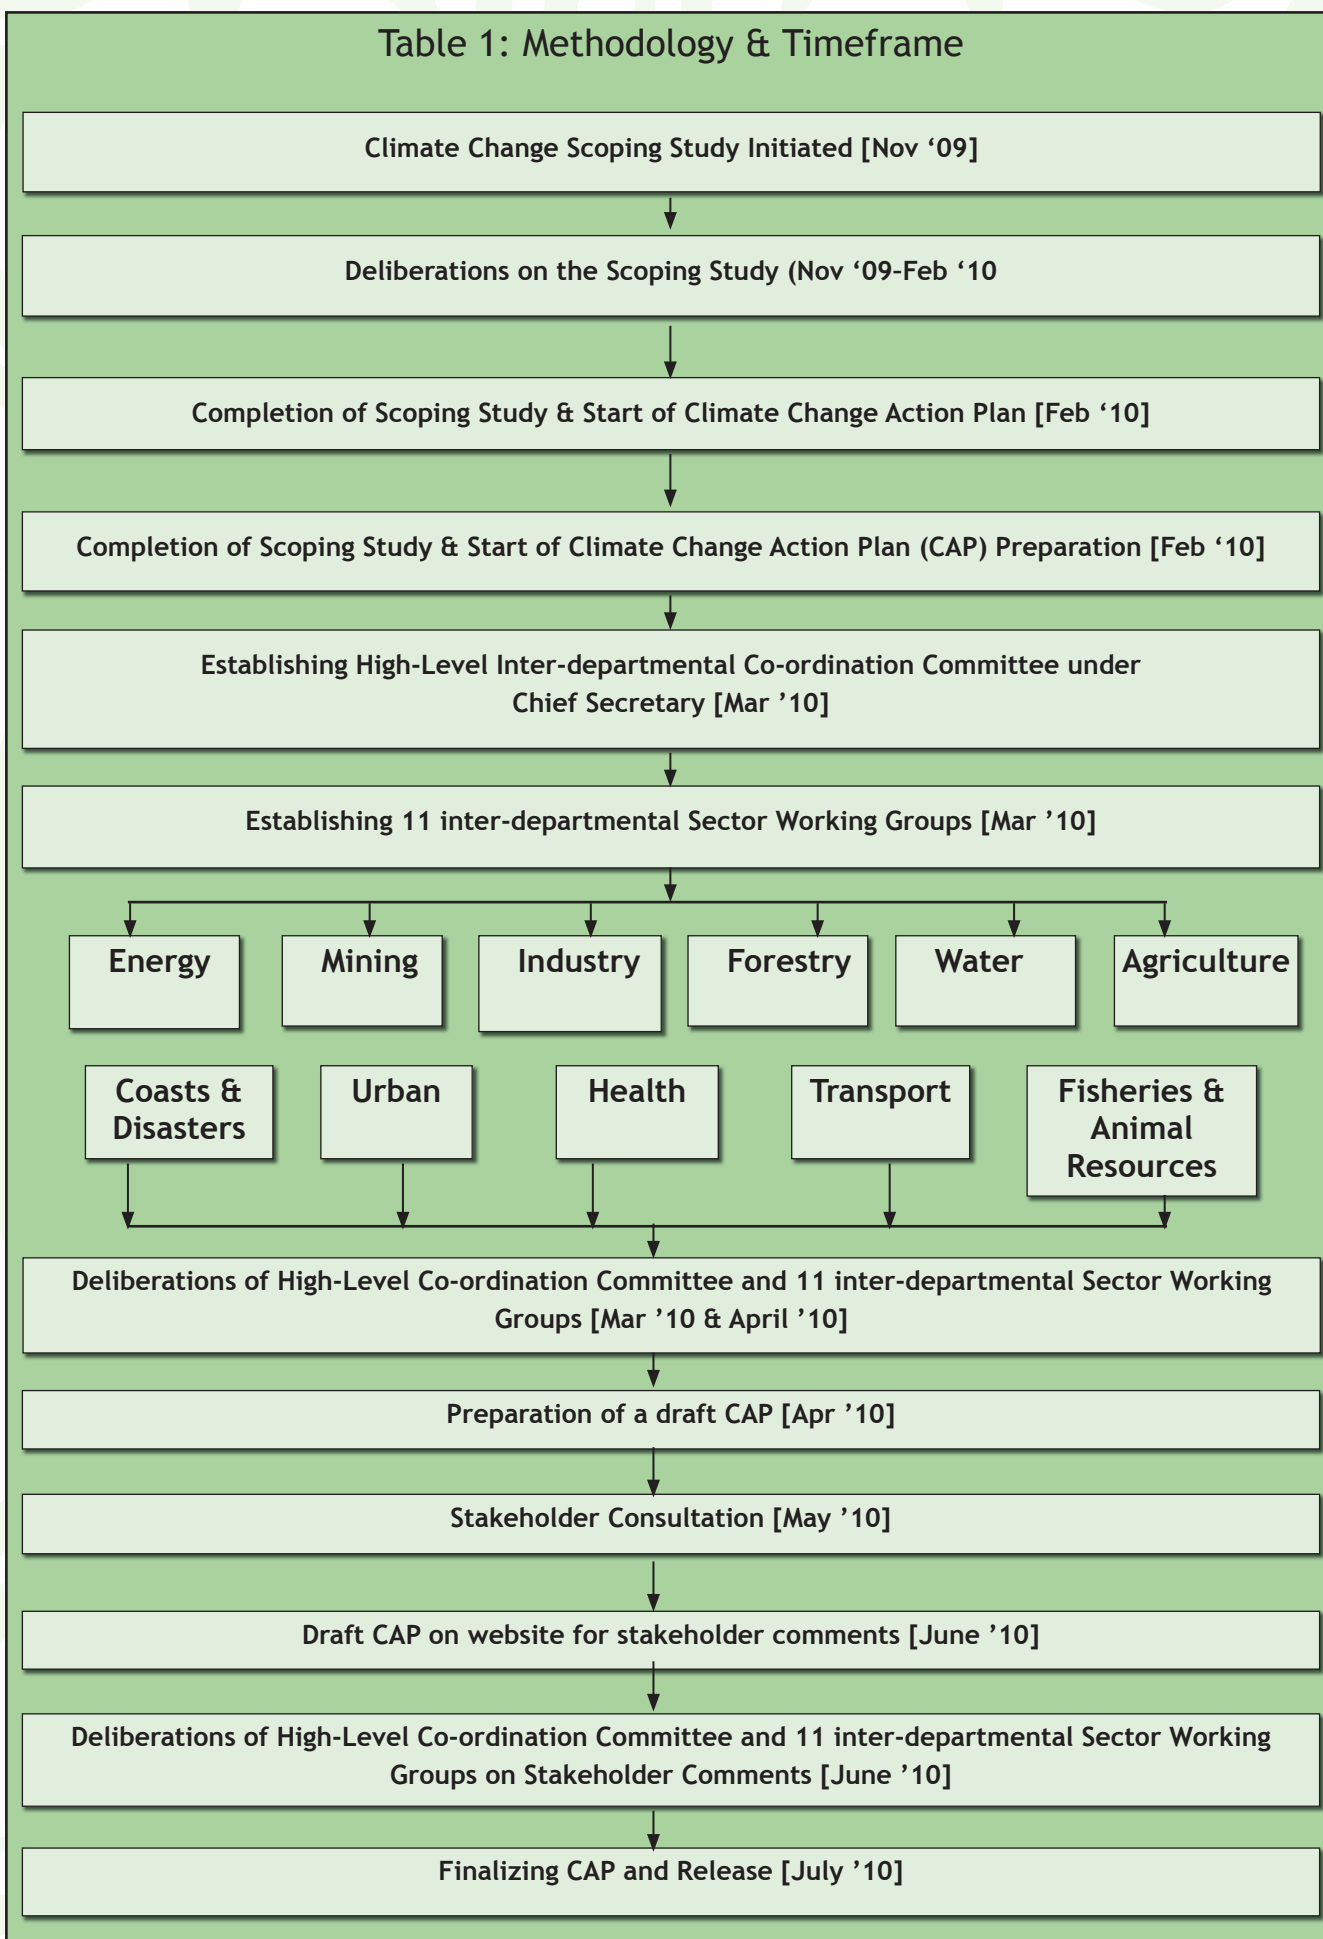 Table 1: Methodology & Timeframe
Climate Change Scoping Study Initiated [Nov ‘09]
Deliberations on the Scoping Study (Nov ‘09-Feb ‘10
Completion of Scoping Study & Start of Climate Change Action Plan [Feb ‘10]
Completion of Scoping Study & Start of Climate Change Action Plan (CAP) Preparation [Feb ‘10]
Establishing High-Level Inter-departmental Co-ordination Committee under
Chief Secretary [Mar ’10]
Establishing 11 inter-departmental Sector Working Groups [Mar ’10]
Energy
Mining
Industry
Forestry
Water
Agriculture
Coasts &
Disasters
Urban
Health
Transport
Fisheries &
Animal
Resources
Deliberations of High-Level Co-ordination Committee and 11 inter-departmental Sector Working
Groups [Mar ’10 & April ’10]
Preparation of a draft CAP [Apr ’10]
Stakeholder Consultation [May ’10]
Draft CAP on website for stakeholder comments [June ’10]
Deliberations of High-Level Co-ordination Committee and 11 inter-departmental Sector Working
Groups on Stakeholder Comments [June ’10]
Finalizing CAP and Release [July ’10]